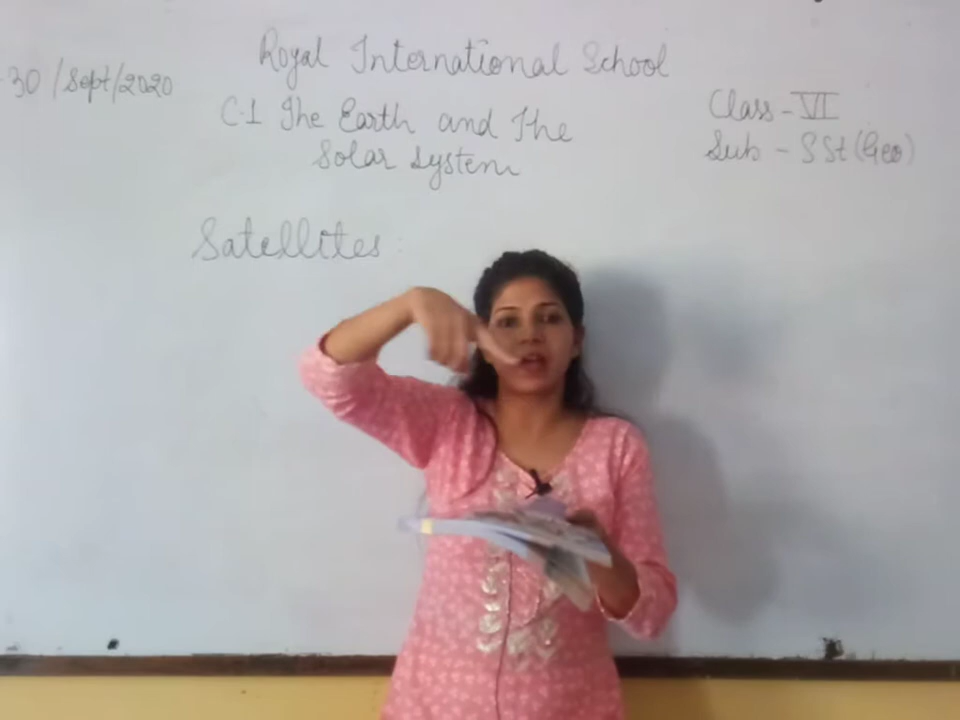 Royal International School
30/Sept/2020
C.1 The Earth and The
Solar System
Class-VI
Sub - SSt (Geo)
Satellites: